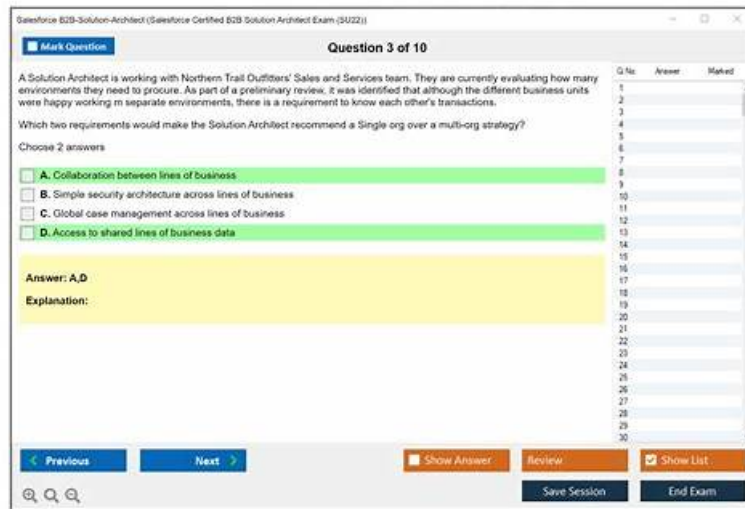 Salesforce B2B-Solution-Architect (Salesforce Certified B2B Solution Architect Exam (SU22))
Mark Question
Question 3 of 10
Q.No. Answer Marked
A Solution Architect is working with Northern Trail Outfitters' Sales and Services team. They are currently evaluating how many
environments they need to procure. As part of a preliminary review, it was identified that although the different business units
were happy working m separate environments, there is a requirement to know each other's transactions.
Which two requirements would make the Solution Architect recommend a Single org over a multi-org strategy?
Choose 2 answers
A. Collaboration between lines of business
B. Simple security architecture across lines of business
C. Global case management across lines of business
D. Access to shared lines of business data
Answer: A,D
Explanation:
1
2
3
4
5
6
7
8
9
10
11
12
13
14
15
16
17
18
19
20
21
22
23
24
25
26
27
28
29
30
Previous
Next
Show Answer
Review
Show List
Save Session
End Exam